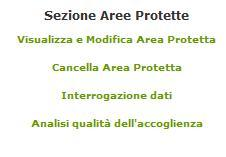 Sezione Aree Protette
Visualizza e Modifica Area Protetta
Cancella Area Protetta
Interrogazione dati
Analisi qualità dell'accoglienza